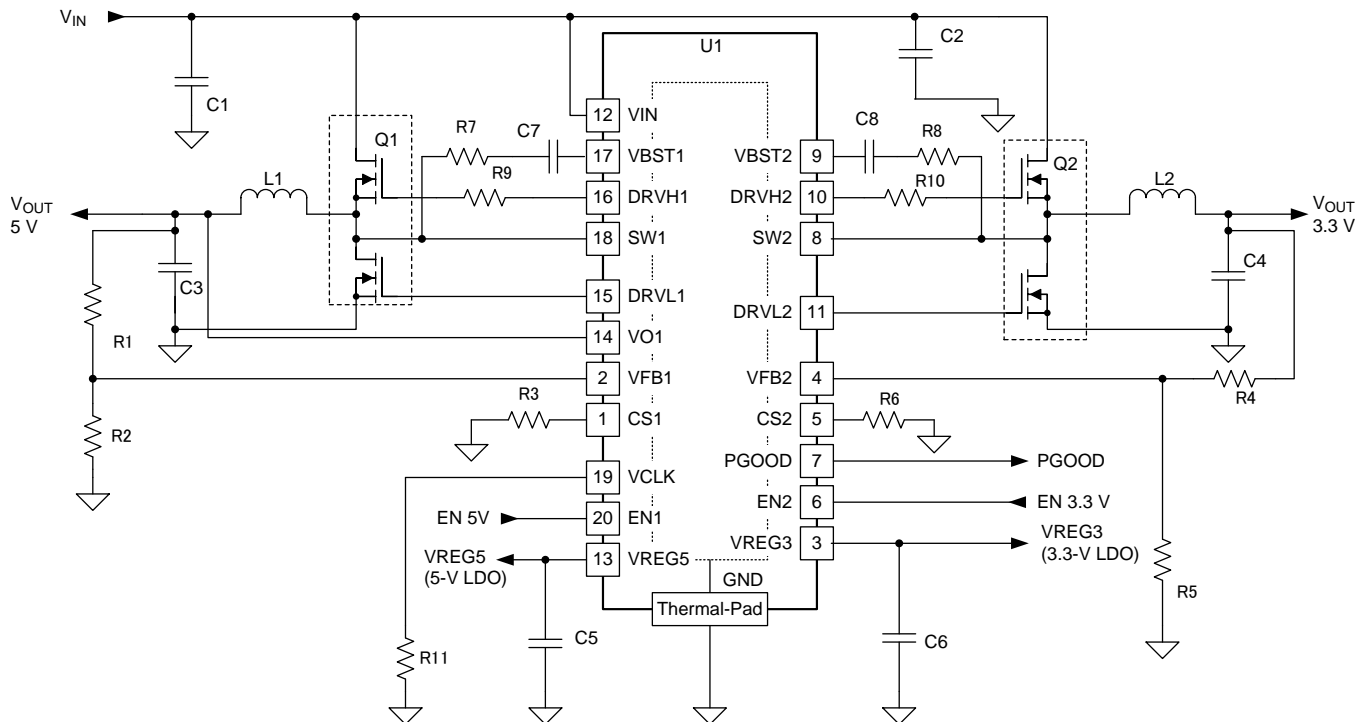 VIN
U1
C2
C1
12 VIN
C8
R8
Q1
R7
C7
17 VBST1
VBST2 9
Q2
R9
R10
L1
L2
16 DRVH1
DRVH2 10
VOUT
5 V
VOUT
3.3 V
18 SW1
SW2 8
C3
C4
15 DRVL1
DRVL2 11
R1
14 VO1
2 VFB1
VFB2 4
R3
R6
R4
R2
1 CS1
CS2 5
PGOOD 7
PGOOD
19 VCLK
EN2 6
EN 3.3 V
EN 5V
20 EN1
VREG3 3
VREG3
(3.3-V LDO)
VREG5
(5-V LDO)
13 VREG5
GND
R5
Thermal-Pad
C5
C6
R11